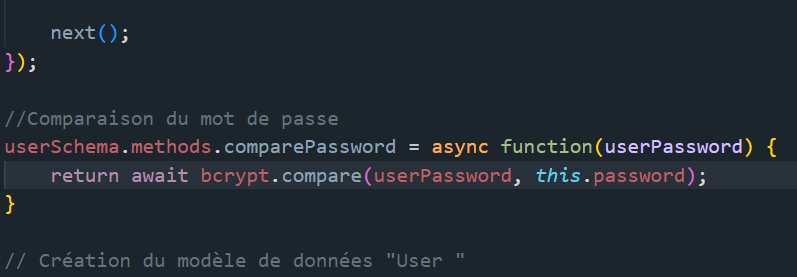 next();
});
//Comparaison du mot de passe
userSchema.methods.comparePassword = async function(userPassword) {
return await bcrypt.compare(userPassword, this.password);
}
// Création du modèle de données "User "